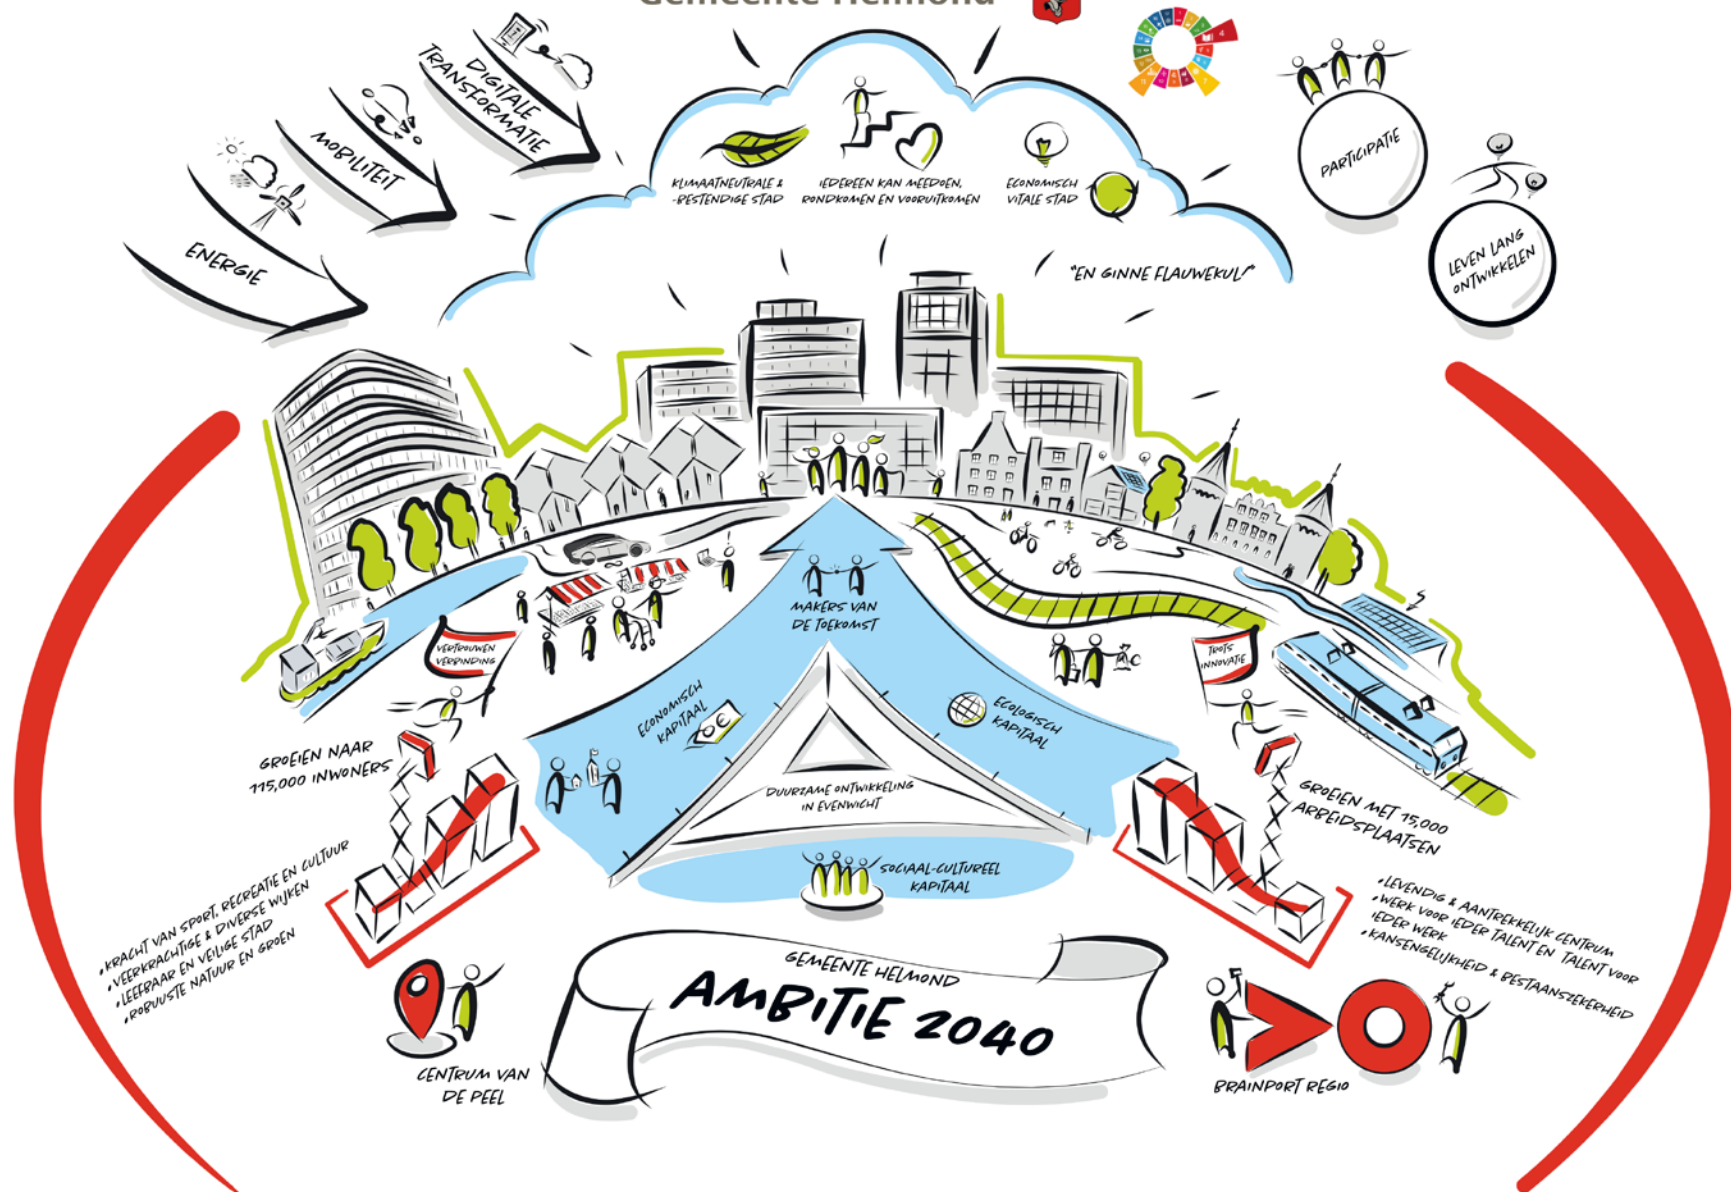 Gemeente Helmond
4
DIGITALE
TRANSFORMATIE
MOBILITEIT
ENERGIE
KLIMAATNEUTRALE &
-BESTENDIGE STAD
IEDEREEN KAN MEEDOEN,
RONDKOMEN EN VOORUITKOMEN
ECONOMISCH
VITALE STAD
"EN GINNE FLAUWEKUL!"
PARTICIPATIE
LEVEN LANG
ONTWIKKELEN
MAKERS VAN
DE TOEKOMST
VERTROUWEN
VERBINDING
TROTS
INNOVATIE
ECONOMISCH
KAPITAAL
€
ECOLOGISCH
KAPITAAL
DUURZAME ONTWIKKELING
IN EVENWICHT
SOCIAAL-CULTUREEL
KAPITAAL
GROEIEN NAAR
115,000 INWONERS
GROEIEN MET 15,000
ARBEIDSPLAATSEN
•KRACHT VAN SPORT, RECREATIE EN CULTUUR
•VEERKRACHTIGE & DIVERSE WIJKEN
•LEEFBAAR EN VEILIGE STAD
•ROBUUSTE NATUUR EN GROEN
•LEVENDIG & AANTREKKELIJK CENTRUM
•WERK VOOR IEDER TALENT EN TALENT VOOR
IEDER WERK
•KANSENGELIJKHEID & BESTAANSZEKERHEID
GEMEENTE HELMOND
AMBITIE 2040
CENTRUM VAN
DE PEEL
BRAINPORT REGIO